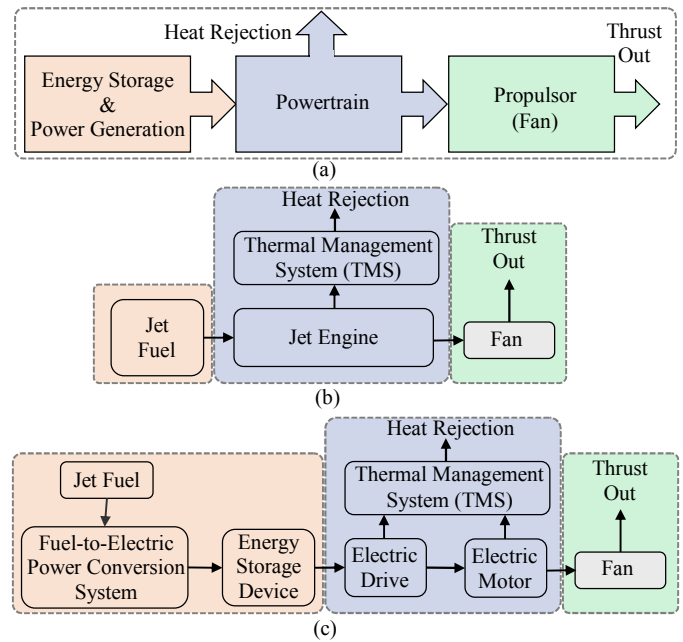 Heat Rejection
Thrust
Out
Energy Storage
&
Power Generation
Powertrain
Propulsor
(Fan)
(a)
Heat Rejection
Thermal Management
System (TMS)
Thrust
Out
Jet
Fuel
Jet Engine
Fan
(b)
Heat Rejection
Jet Fuel
Thermal Management
System (TMS)
Thrust
Out
Fuel-to-Electric
Power Conversion
System
Energy
Storage
Device
Electric
Drive
Electric
Motor
Fan
(c)